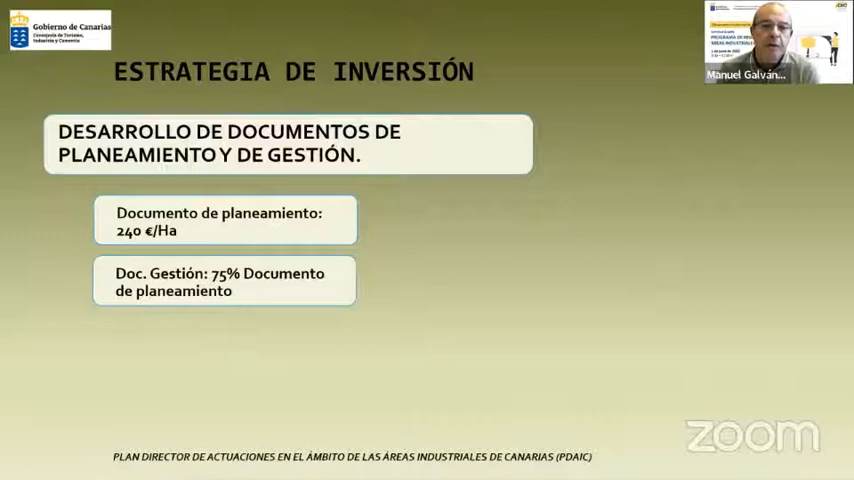 Gobierno de Canarias
Consejería de Turismo,
Industria y Comercio
ESTRATEGIA DE INVERSIÓN
Manuel Galván...
DESARROLLO DE DOCUMENTOS DE
PLANEAMIENTO Y DE GESTIÓN.
Documento de planeamiento:
240 €/Ha
Doc. Gestión: 75% Documento
de planeamiento
zoom
PLAN DIRECTOR DE ACTUACIONES EN EL ÁMBITO DE LAS ÁREAS INDUSTRIALES DE CANARIAS (PDAIC)